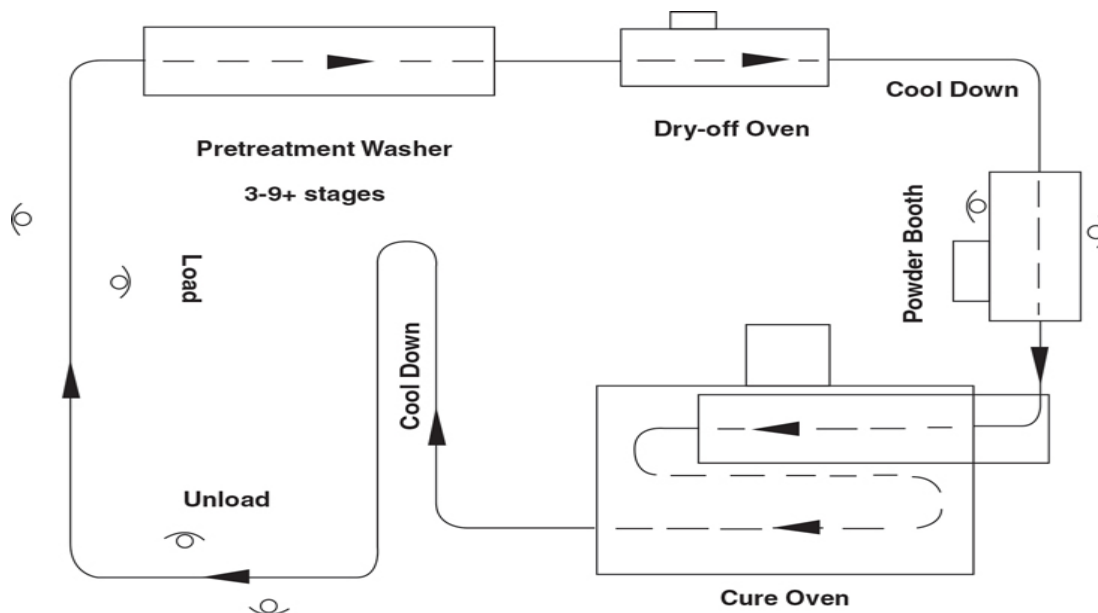 Pretreatment Washer
3-9+ stages
Dry-off Oven
Cool Down
Powder Booth
Load
Cool Down
Unload
Cure Oven